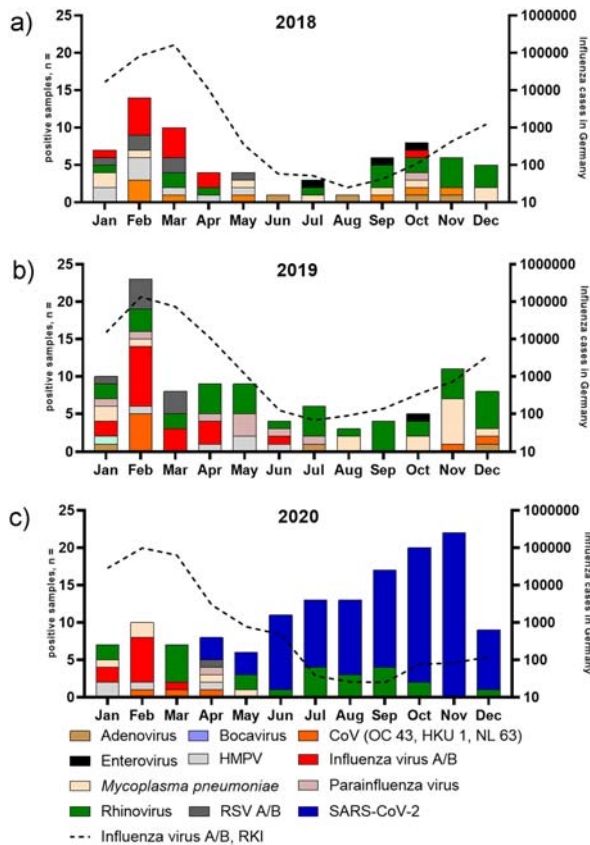 a)
2018
positive samples, n =
25
20
15
10
5
0
Jan Feb Mar Apr May Jun Jul Aug Sep Oct Nov Dec
1000000
100000
10000
1000
100
10
Influenza cases in Germany
b)
2019
positive samples, n =
25
20
15
10
5
0
Jan Feb Mar Apr May Jun Jul Aug Sep Oct Nov Dec
1000000
100000
10000
1000
100
10
Influenza cases in Germany
c)
2020
positive samples, n =
25
20
15
10
5
0
Jan Feb Mar Apr May Jun Jul Aug Sep Oct Nov Dec
1000000
100000
10000
1000
100
10
Influenza cases in Germany
Adenovirus Bocavirus CoV (OC 43, HKU 1, NL 63)
Enterovirus HMPV Influenza virus A/B
Mycoplasma pneumoniae Parainfluenza virus
Rhinovirus RSV A/B SARS-CoV-2
Influenza virus A/B, RKI